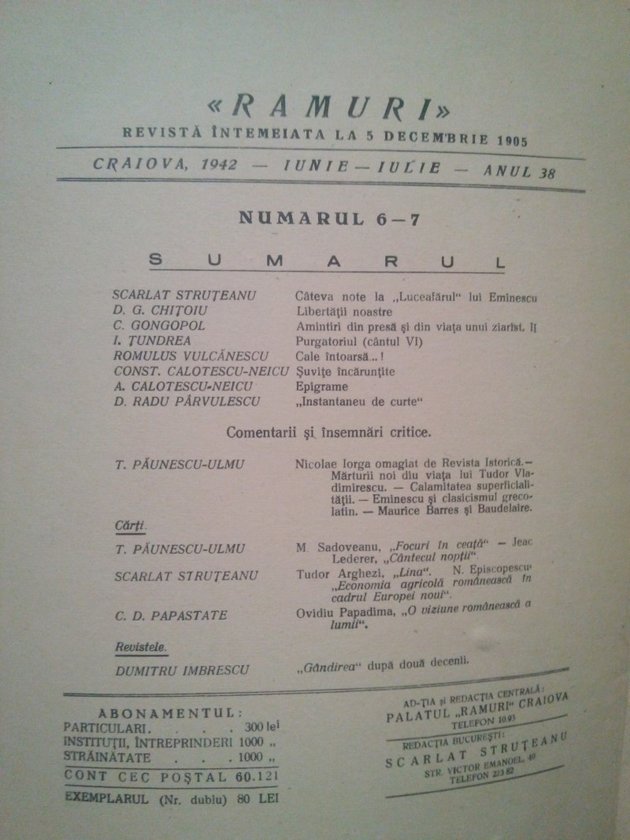 «RAMURI»
REVISTĂ ÎNTEMEIATA LA 5 DECEMBRIE 1905
CRAIOVA, 1942 — IUNIE — IULIE — ANUL 38
NUMARUL 6—7
SUMARUL
SCARLAT STRUȚEANU Câteva note la „Luceafărul" lui Eminescu
D. G. CHIȚOIU Libertății noastre
C. GONGOPOL Amintiri din presă și din viața unui ziarist. II
I. ȚUNDREA Purgatoriul (cântul VI)
ROMULUS VULCĂNESCU Cale întoarsă...!
CONST. CALOTESCU-NEICU Șuvițe încărunțite
A. CALOTESCU-NEICU Epigrame
D. RADU PÂRVULESCU „Instantaneu de curte"
Comentarii și însemnări critice.
T. PĂUNESCU-ULMU Nicolae Iorga omagiat de Revista Istorică.—
Mărturii noi diu viața lui Tudor Vla-
dimirescu. — Calamitatea superficiali-
tății. — Eminescu și clasicismul greco-
latin. — Maurice Barres și Baudelaire.
Cărți.
T. PĂUNESCU-ULMU M. Sadoveanu, „Focuri în ceață" — Jeac
Lederer, „Cântecul nopții".
SCARLAT STRUȚEANU Tudor Arghezi, „Lina". N. Episcopescu
„Economia agricolă românească în
cadrul Europei noui".
C. D. PAPASTATE Ovidiu Papadima, „O viziune românească a
lumii".
Revistele.
DUMITRU IMBRESCU „Gândirea" după două decenii.
ABONAMENTUL:
PARTICULARI . . . . 300 lei
INSTITUȚII, ÎNTREPRINDERI 1000 „
STRĂINĂTATE . . . 1000 „
CONT CEC POȘTAL 60.121
EXEMPLARUL (Nr. dublu) 80 LEI
AD-ȚIA și REDACȚIA CENTRALĂ:
PALATUL „RAMURI" CRAIOVA
TELEFON 10.93
REDACȚIA BUCUREȘTI:
SCARLAT STRUȚEANU
STR. VICTOR EMANOEL, 40
TELEFON 223 82